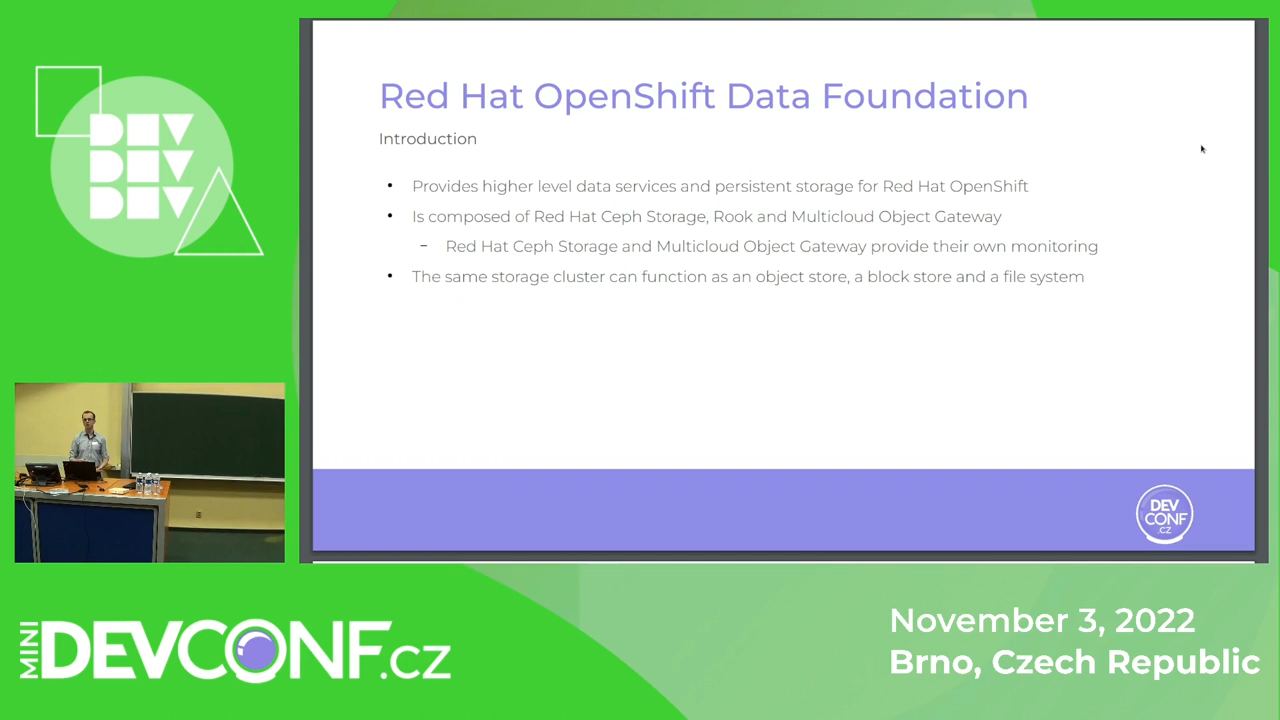 DEV
DEV
DEV
Red Hat OpenShift Data Foundation
Introduction
• Provides higher level data services and persistent storage for Red Hat OpenShift
• Is composed of Red Hat Ceph Storage, Rook and Multicloud Object Gateway
– Red Hat Ceph Storage and Multicloud Object Gateway provide their own monitoring
• The same storage cluster can function as an object store, a block store and a file system
DEV
CONF
.CZ
MINI DEVCONF.CZ
November 3, 2022
Brno, Czech Republic